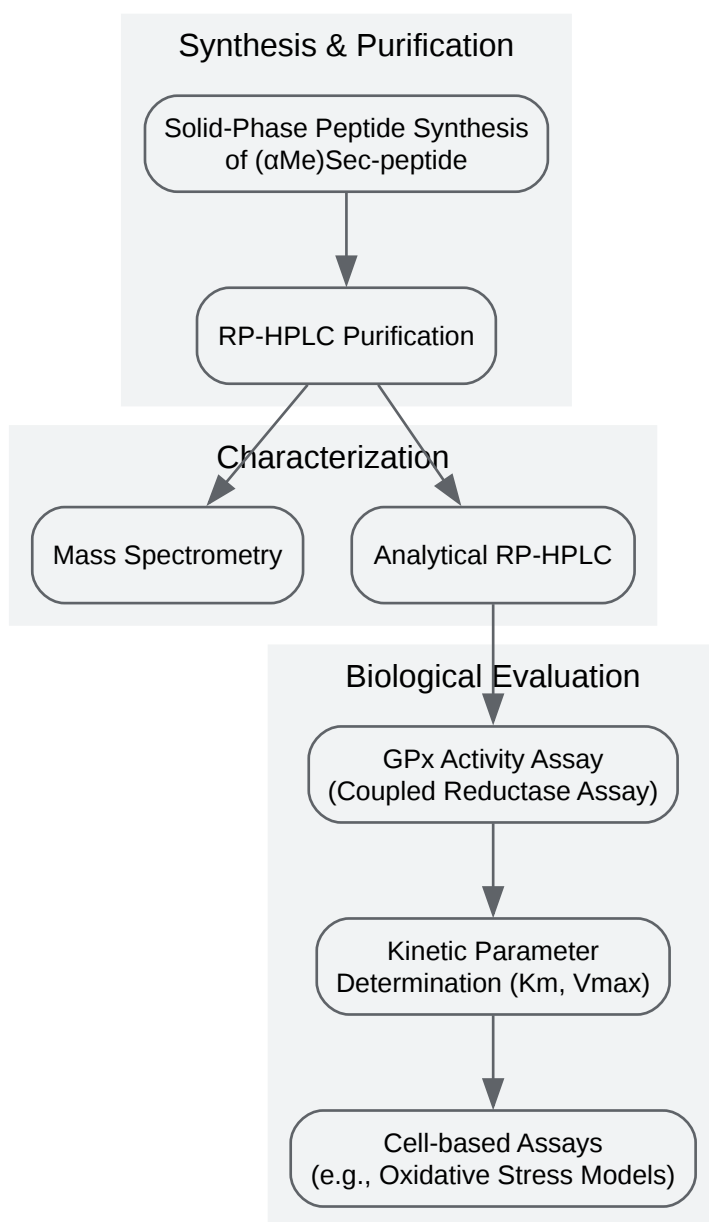 Synthesis & Purification
Solid-Phase Peptide Synthesis
of (αMe)Sec-peptide
RP-HPLC Purification
Characterization
Mass Spectrometry
Analytical RP-HPLC
Biological Evaluation
GPx Activity Assay
(Coupled Reductase Assay)
Kinetic Parameter
Determination (Km, Vmax)
Cell-based Assays
(e.g., Oxidative Stress Models)